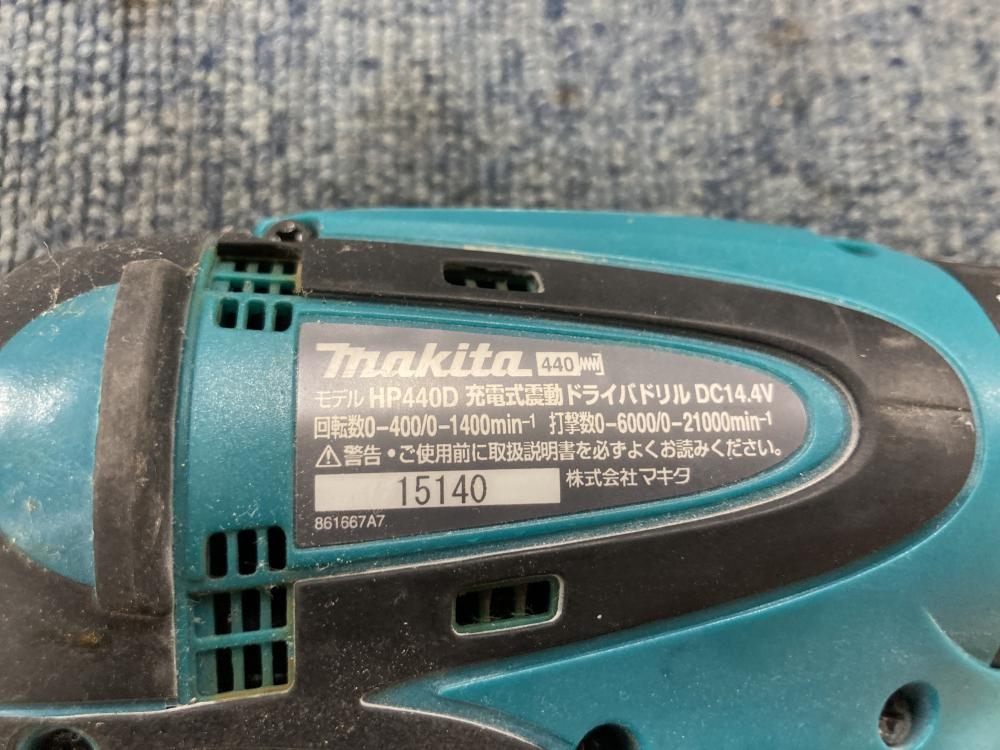 makita 440
モデル HP440D 充電式震動ドライバドリル DC14.4V
回転数0-400/0-1400min⁻¹ 打撃数0-6000/0-21000min⁻¹
⚠警告・ご使用前に取扱説明書を必ずよくお読みください。
15140 株式会社マキタ
861667A7